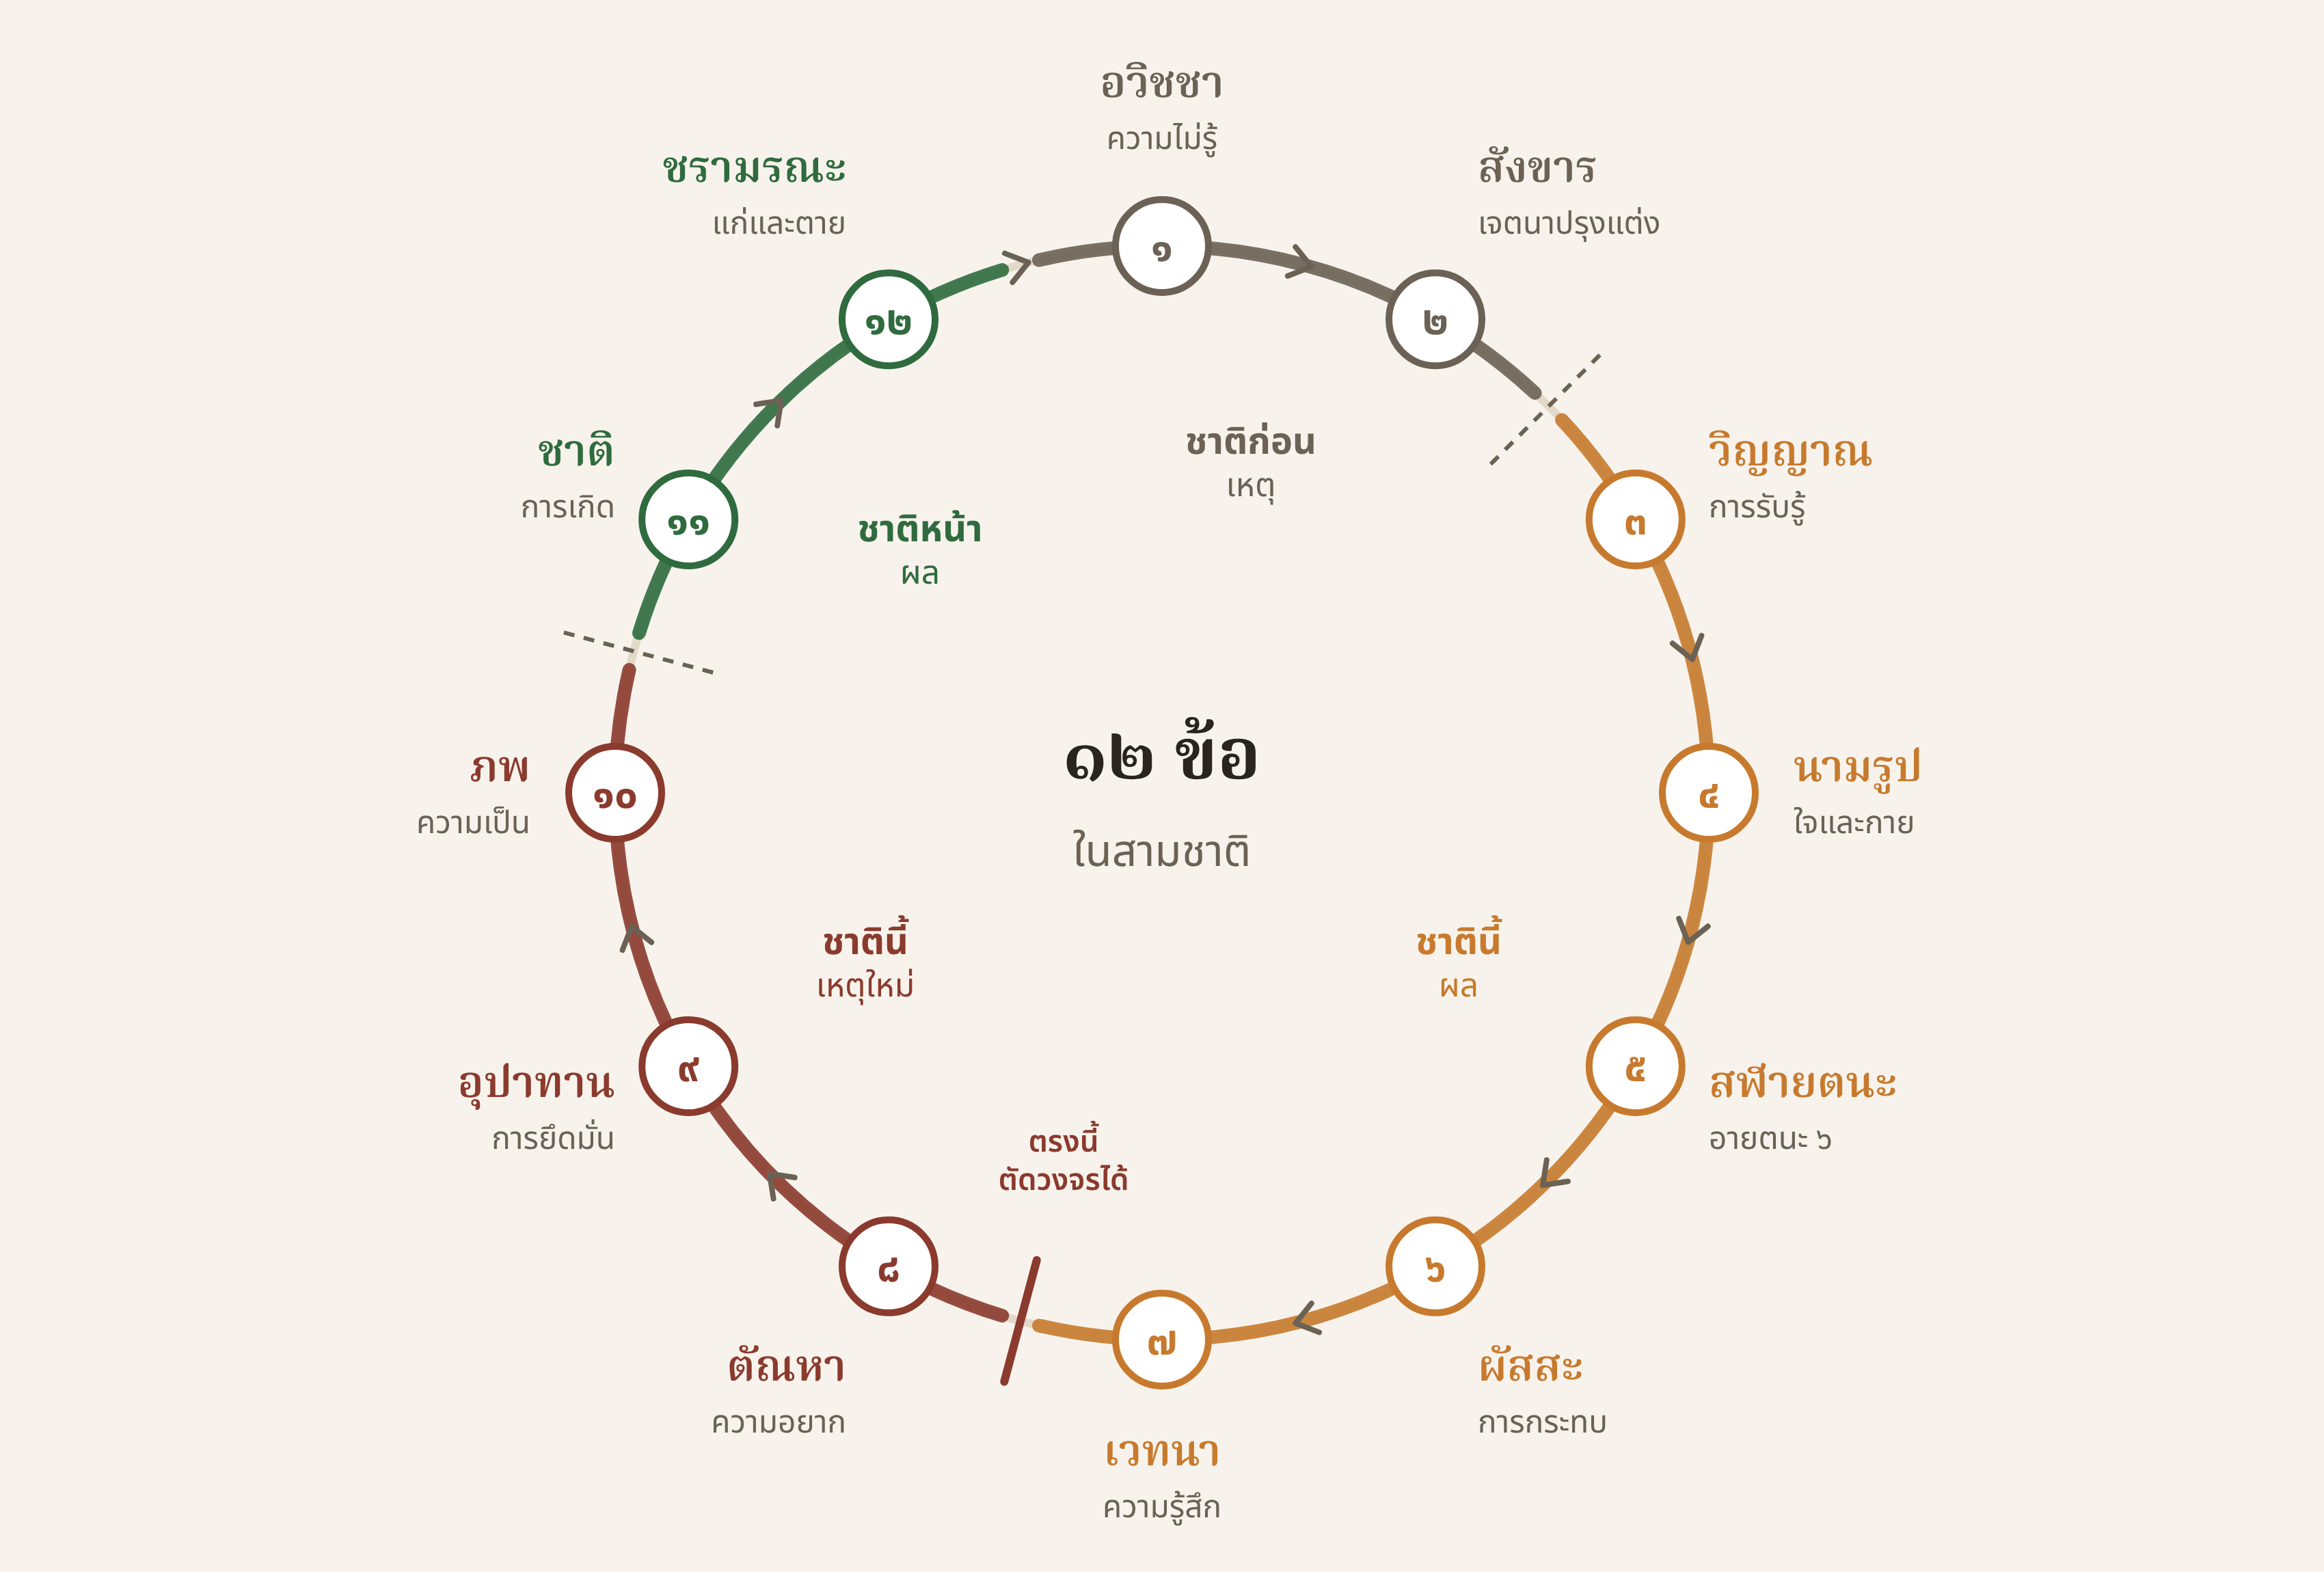 อวิชชา
ความไม่รู้
๑
สังขาร
เจตนาปรุงแต่ง
๒
วิญญาณ
การรับรู้
๓
นามรูป
ใจและกาย
๔
สฬายตนะ
อายตนะ ๖
๕
ผัสสะ
การกระทบ
๖
เวทนา
ความรู้สึก
๗
ตัณหา
ความอยาก
๘
อุปาทาน
การยึดมั่น
๙
ภพ
ความเป็น
๑๐
ชาติ
การเกิด
๑๑
ชรามรณะ
แก่และตาย
๑๒
ชาติก่อน
เหตุ
ชาติหน้า
ผล
๑๒ ข้อ
ในสามชาติ
ชาตินี้
เหตุใหม่
ชาตินี้
ผล
ตรงนี้
ตัดวงจรได้